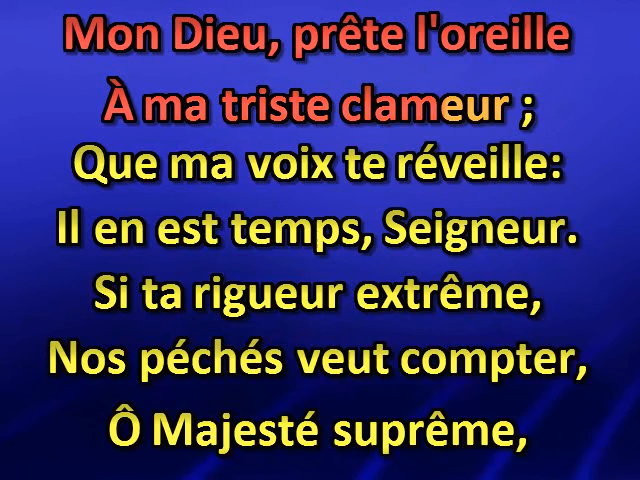 Mon Dieu, prête l'oreille
À ma triste clameur ;
Que ma voix te réveille:
Il en est temps, Seigneur.
Si ta rigueur extrême,
Nos péchés veut compter,
Ô Majesté suprême,